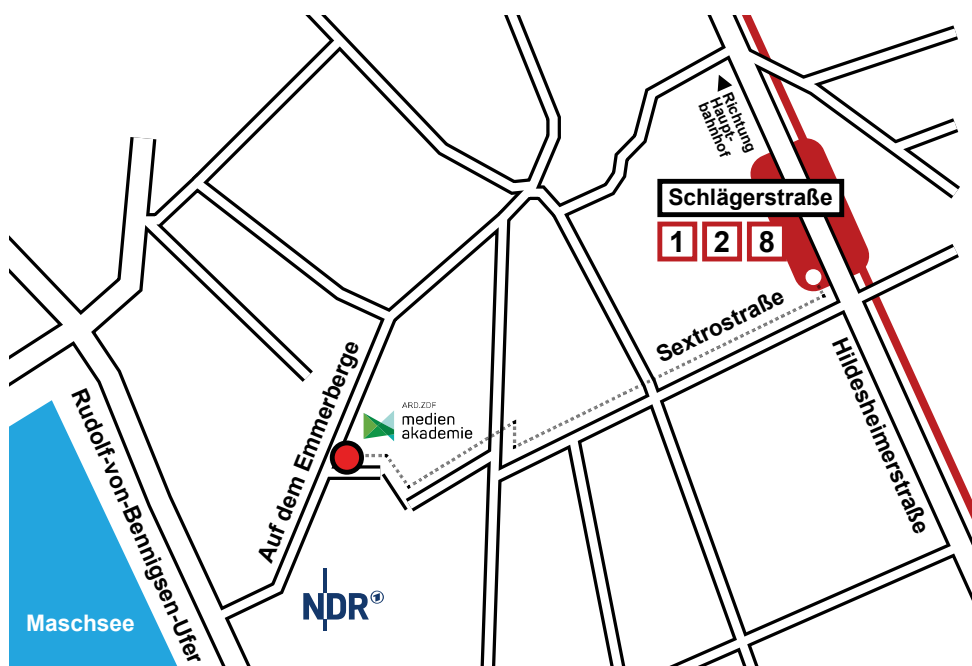 Richtung
Haupt-
bahnhof
Schlägerstraße
1 2 8
Sextrostraße
Hildesheimerstraße
Auf dem Emmerberge
ARD.ZDF
medien
akademie
Rudolf-von-Bennigsen-Ufer
NDR
Maschsee